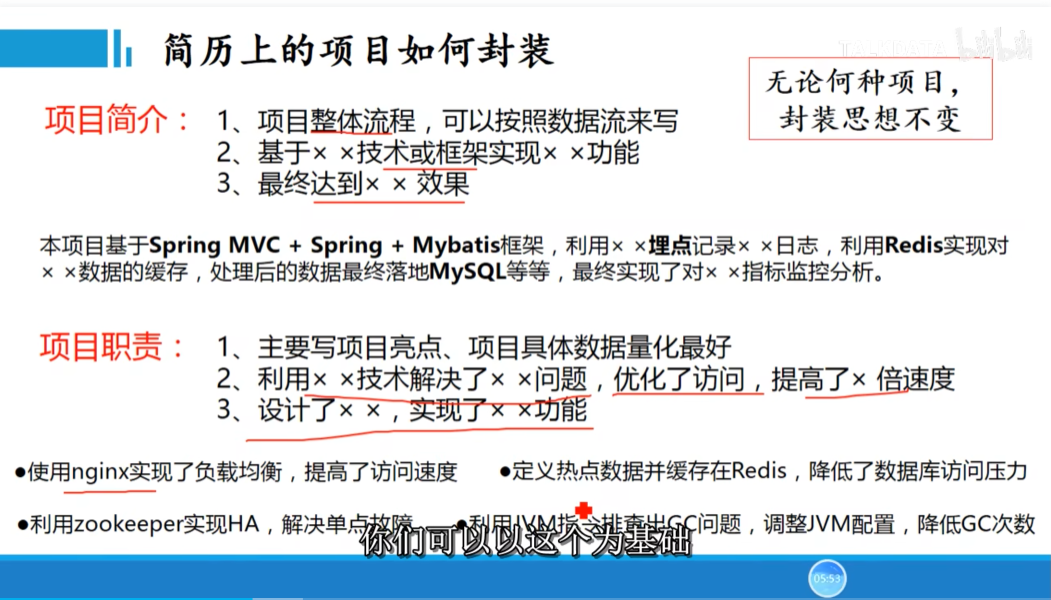 简历上的项目如何封装
bilibili
无论何种项目，
封装思想不变
项目简介：
1、项目整体流程，可以按照数据流来写
2、基于× ×技术或框架实现× ×功能
3、最终达到× × 效果
本项目基于Spring MVC + Spring + Mybatis框架，利用× ×埋点记录× ×日志，利用Redis实现对
× ×数据的缓存，处理后的数据最终落地MySQL等等，最终实现了对× ×指标监控分析。
项目职责：
1、主要写项目亮点、项目具体数据量化最好
2、利用× ×技术解决了× ×问题，优化了访问，提高了× 倍速度
3、设计了× ×，实现了× ×功能
●使用nginx实现了负载均衡，提高了访问速度
●定义热点数据并缓存在Redis，降低了数据库访问压力
●利用zookeeper实现HA，解决单点故障
●利用JVM指令排查出GC问题，调整JVM配置，降低GC次数
你们可以以这个为基础
05:53